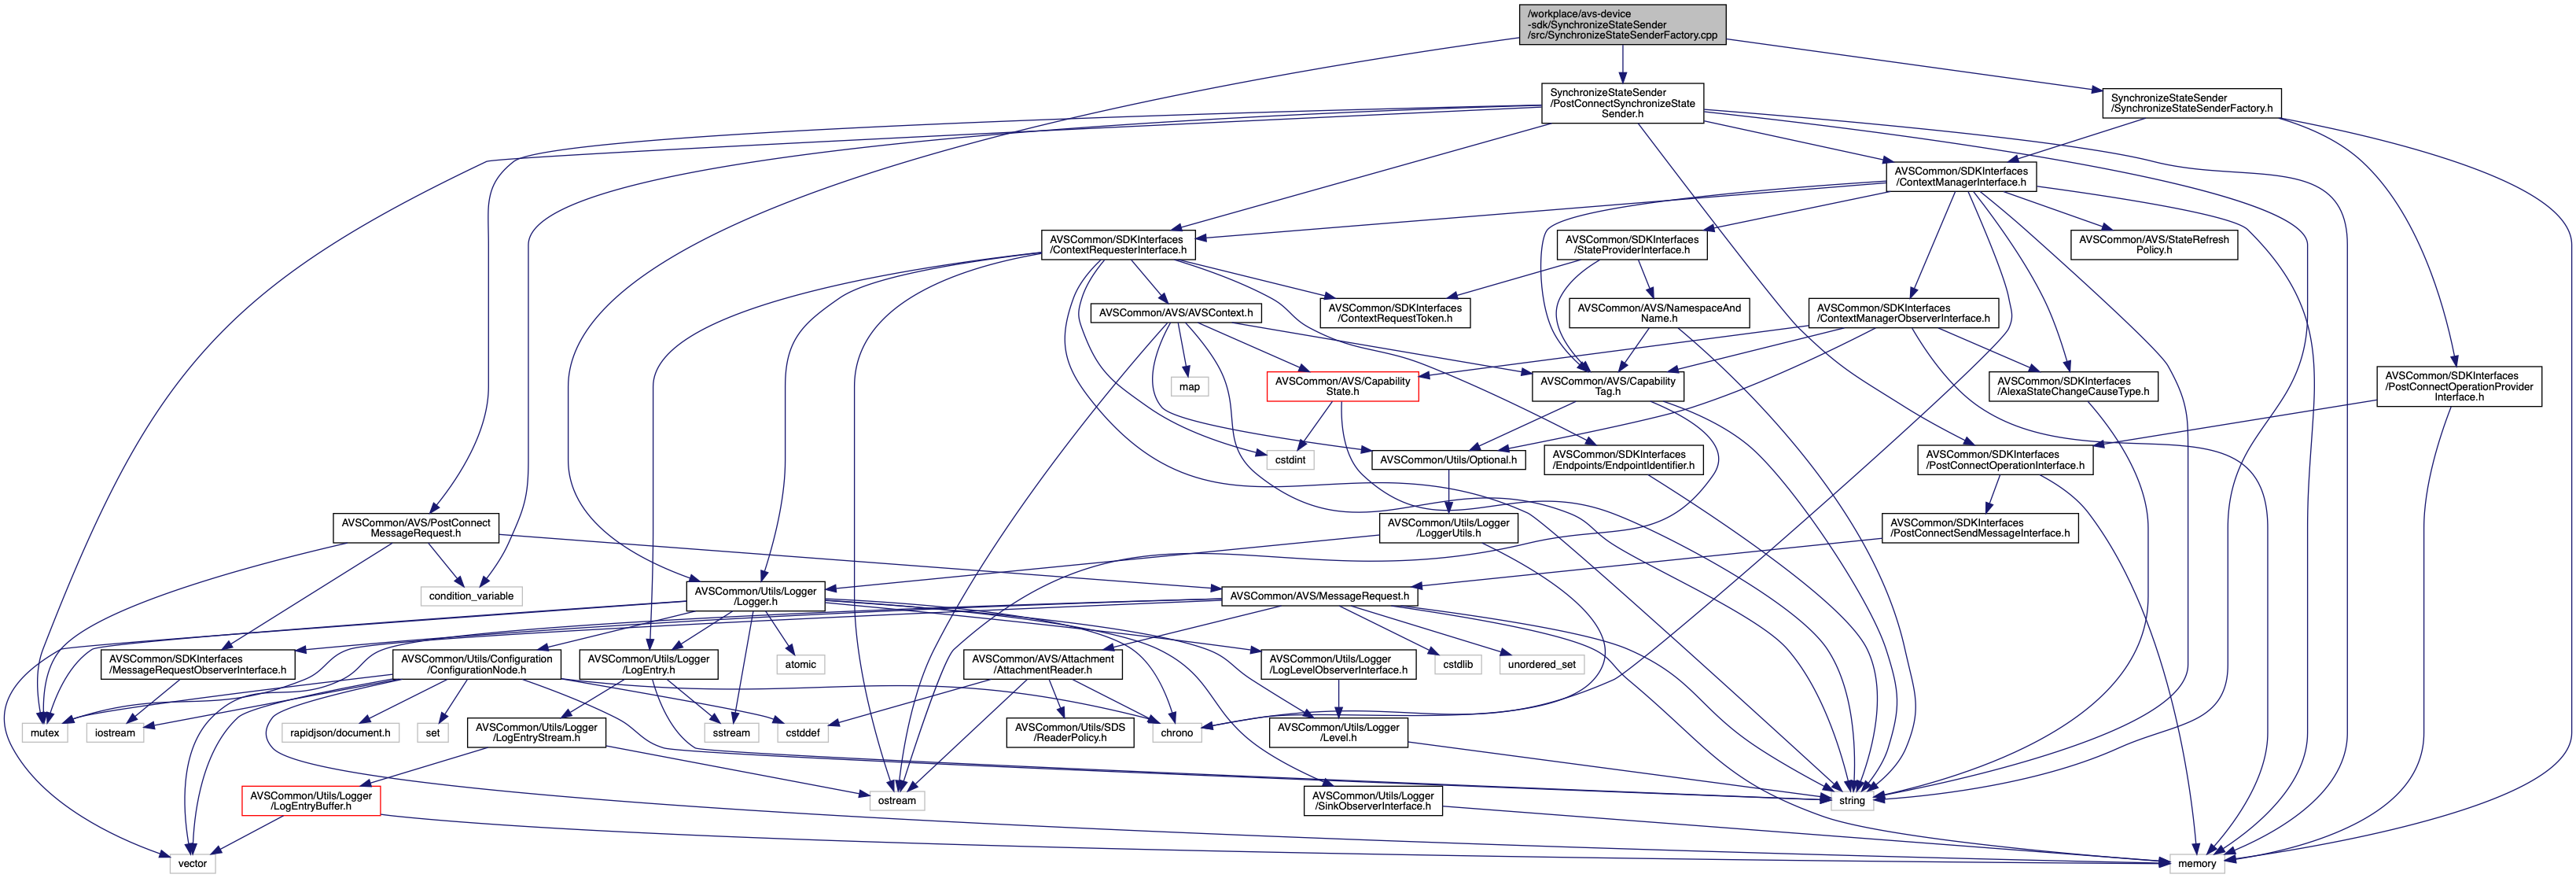 /workplace/avs-device
-sdk/SynchronizeStateSender
/src/SynchronizeStateSenderFactory.cpp
SynchronizeStateSender
/PostConnectSynchronizeState
Sender.h
SynchronizeStateSender
/SynchronizeStateSenderFactory.h
AVSCommon/SDKInterfaces
/ContextManagerInterface.h
AVSCommon/SDKInterfaces
/ContextRequesterInterface.h
AVSCommon/SDKInterfaces
/StateProviderInterface.h
AVSCommon/AVS/StateRefresh
Policy.h
AVSCommon/AVS/AVSContext.h
AVSCommon/SDKInterfaces
/ContextRequestToken.h
AVSCommon/AVS/NamespaceAnd
Name.h
AVSCommon/SDKInterfaces
/ContextManagerObserverInterface.h
map
AVSCommon/AVS/Capability
State.h
AVSCommon/AVS/Capability
Tag.h
AVSCommon/SDKInterfaces
/AlexaStateChangeCauseType.h
AVSCommon/SDKInterfaces
/PostConnectOperationProvider
Interface.h
cstdint
AVSCommon/Utils/Optional.h
AVSCommon/SDKInterfaces
/Endpoints/EndpointIdentifier.h
AVSCommon/SDKInterfaces
/PostConnectOperationInterface.h
AVSCommon/AVS/PostConnect
MessageRequest.h
AVSCommon/Utils/Logger
/LoggerUtils.h
AVSCommon/SDKInterfaces
/PostConnectSendMessageInterface.h
condition_variable
AVSCommon/Utils/Logger
/Logger.h
AVSCommon/AVS/MessageRequest.h
AVSCommon/SDKInterfaces
/MessageRequestObserverInterface.h
AVSCommon/Utils/Configuration
/ConfigurationNode.h
AVSCommon/Utils/Logger
/LogEntry.h
atomic
AVSCommon/AVS/Attachment
/AttachmentReader.h
AVSCommon/Utils/Logger
/LogLevelObserverInterface.h
cstdlib
unordered_set
mutex
iostream
rapidjson/document.h
set
AVSCommon/Utils/Logger
/LogEntryStream.h
sstream
cstddef
AVSCommon/Utils/SDS
/ReaderPolicy.h
chrono
AVSCommon/Utils/Logger
/Level.h
AVSCommon/Utils/Logger
/LogEntryBuffer.h
ostream
AVSCommon/Utils/Logger
/SinkObserverInterface.h
string
vector
memory